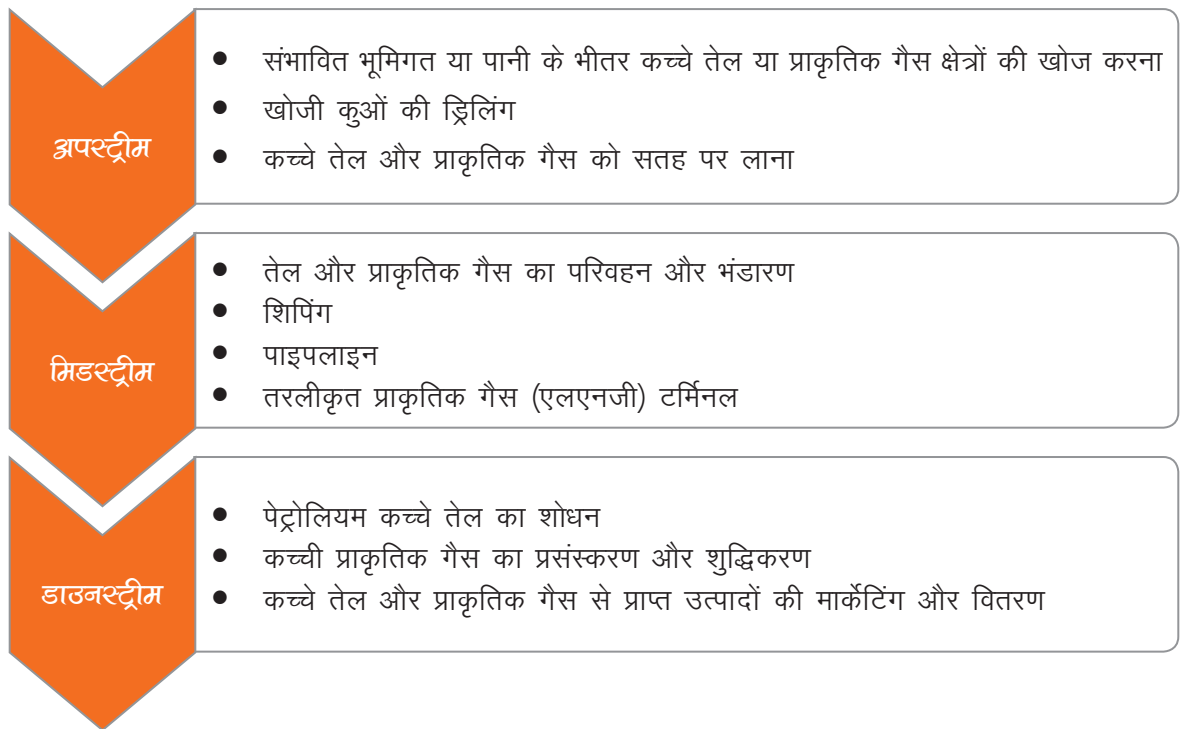 अपस्ट्रीम
● संभावित भूमिगत या पानी के भीतर कच्चे तेल या प्राकृतिक गैस क्षेत्रों की खोज करना
● खोजी कुओं की ड्रिलिंग
● कच्चे तेल और प्राकृतिक गैस को सतह पर लाना
मिडस्ट्रीम
● तेल और प्राकृतिक गैस का परिवहन और भंडारण
● शिपिंग
● पाइपलाइन
● तरलीकृत प्राकृतिक गैस (एलएनजी) टर्मिनल
डाउनस्ट्रीम
● पेट्रोलियम कच्चे तेल का शोधन
● कच्ची प्राकृतिक गैस का प्रसंस्करण और शुद्धिकरण
● कच्चे तेल और प्राकृतिक गैस से प्राप्त उत्पादों की मार्केटिंग और वितरण